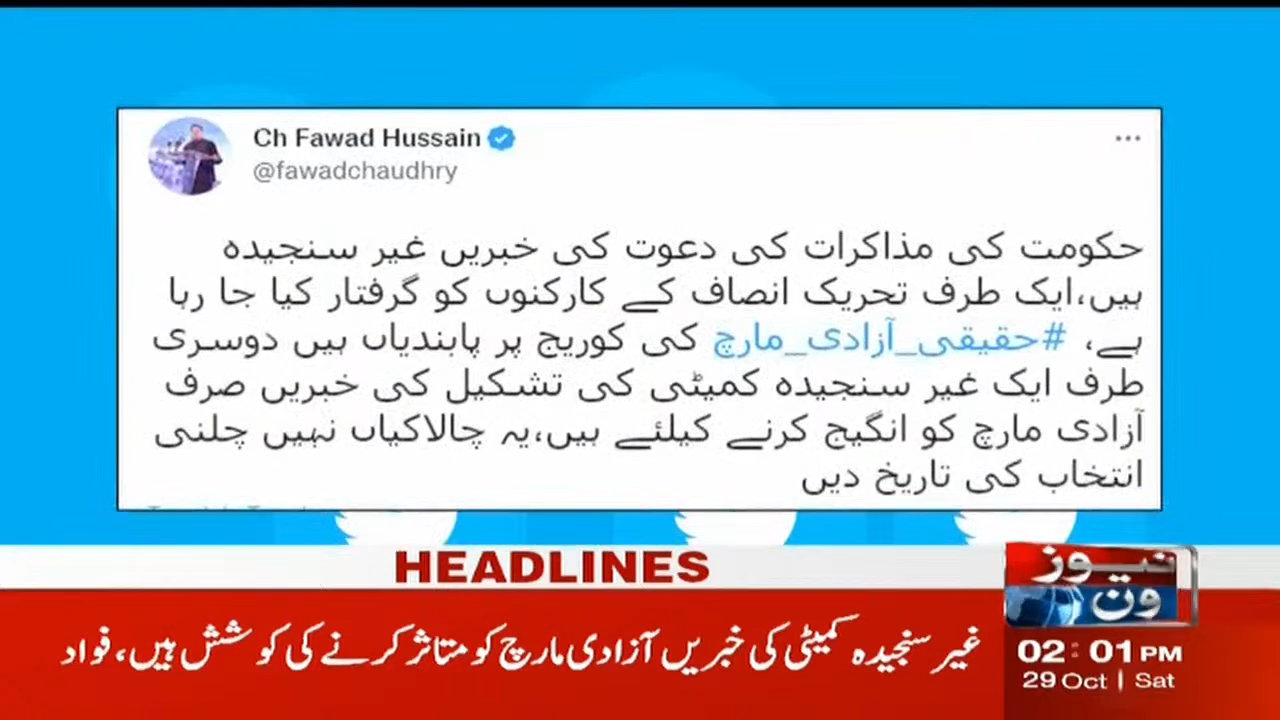 Ch Fawad Hussain
@fawadchaudhry
حکومت کی مذاکرات کی دعوت کی خبریں غیر سنجیدہ
ہیں،ایک طرف تحریک انصاف کے کارکنوں کو گرفتار کیا جا رہا
ہے، #حقیقی_آزادی_مارچ کی کوریج پر پابندیاں ہیں دوسری
طرف ایک غیر سنجیدہ کمیٹی کی تشکیل کی خبریں صرف
آزادی مارچ کو انگیج کرنے کیلئے ہیں،یہ چالاکیاں نہیں چلنی
انتخاب کی تاریخ دیں
HEADLINES
نیوز
ون
غیر سنجیدہ کمیٹی کی خبریں آزادی مارچ کو متاثر کرنے کی کوشش ہیں، فواد
02:01 PM
29 Oct | Sat